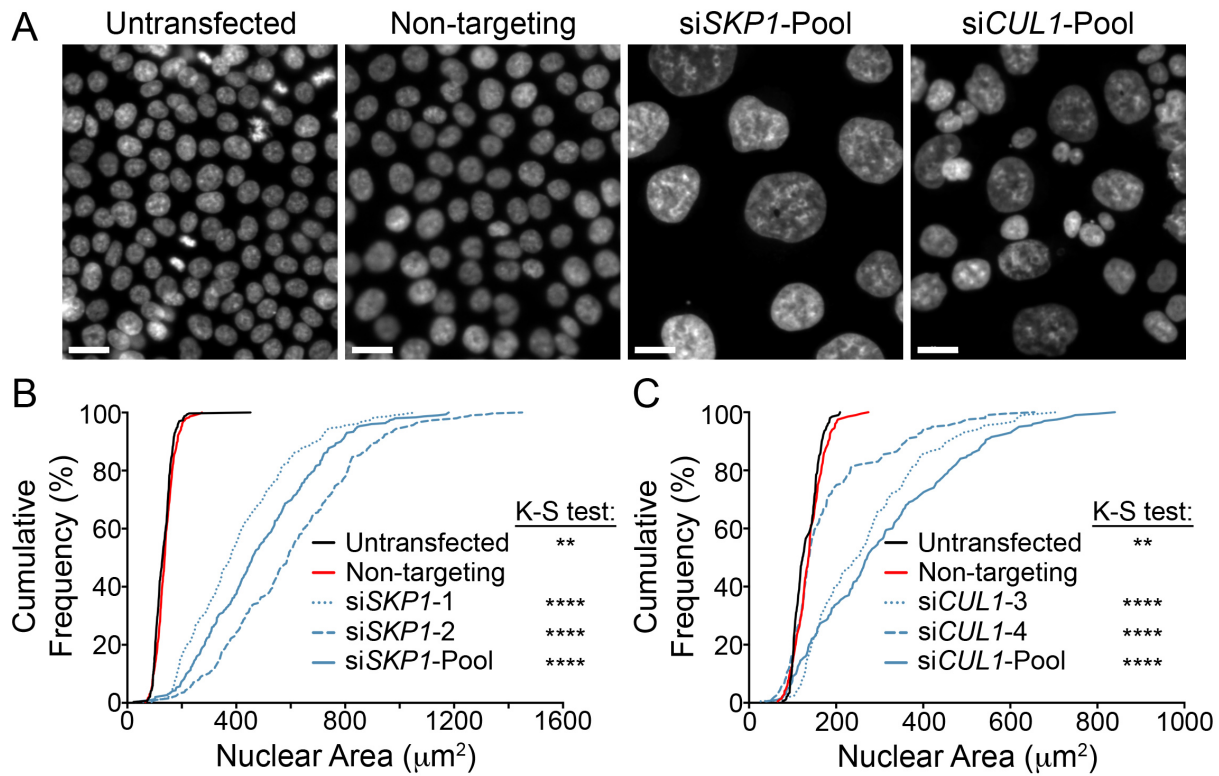 A
Untransfected
Non-targeting
siSKP1-Pool
siCUL1-Pool
B
Cumulative
Frequency (%)
100
80
60
40
20
0
0
400
800
1200
1600
Nuclear Area (μm²)
K-S test:
Untransfected **
Non-targeting
siSKP1-1 ****
siSKP1-2 ****
siSKP1-Pool ****
C
Cumulative
Frequency (%)
100
80
60
40
20
0
0
200
400
600
800
1000
Nuclear Area (μm²)
K-S test:
Untransfected **
Non-targeting
siCUL1-3 ****
siCUL1-4 ****
siCUL1-Pool ****